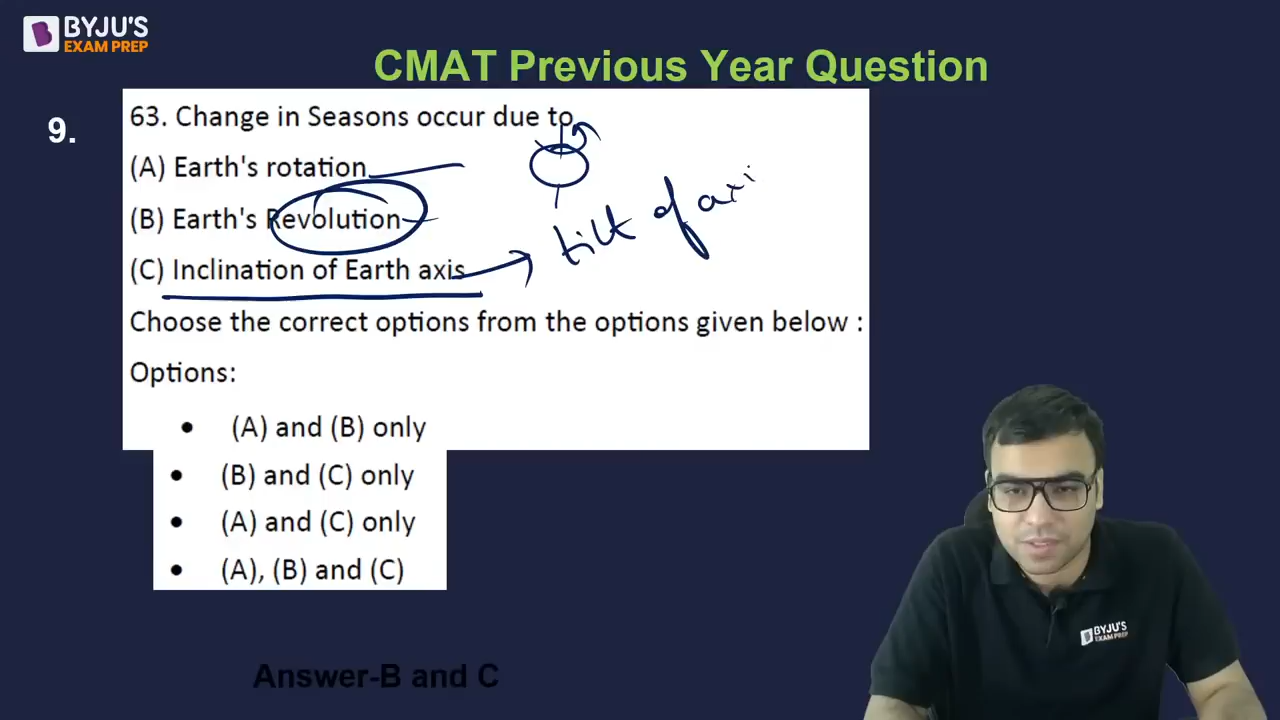 BYJU'S
EXAM PREP
CMAT Previous Year Question
9.
63. Change in Seasons occur due to
(A) Earth's rotation
(B) Earth's Revolution
(C) Inclination of Earth axis
tilt of axi
Choose the correct options from the options given below :
Options:
• (A) and (B) only
• (B) and (C) only
• (A) and (C) only
• (A), (B) and (C)
Answer-B and C
BYJU'S
EXAM PREP